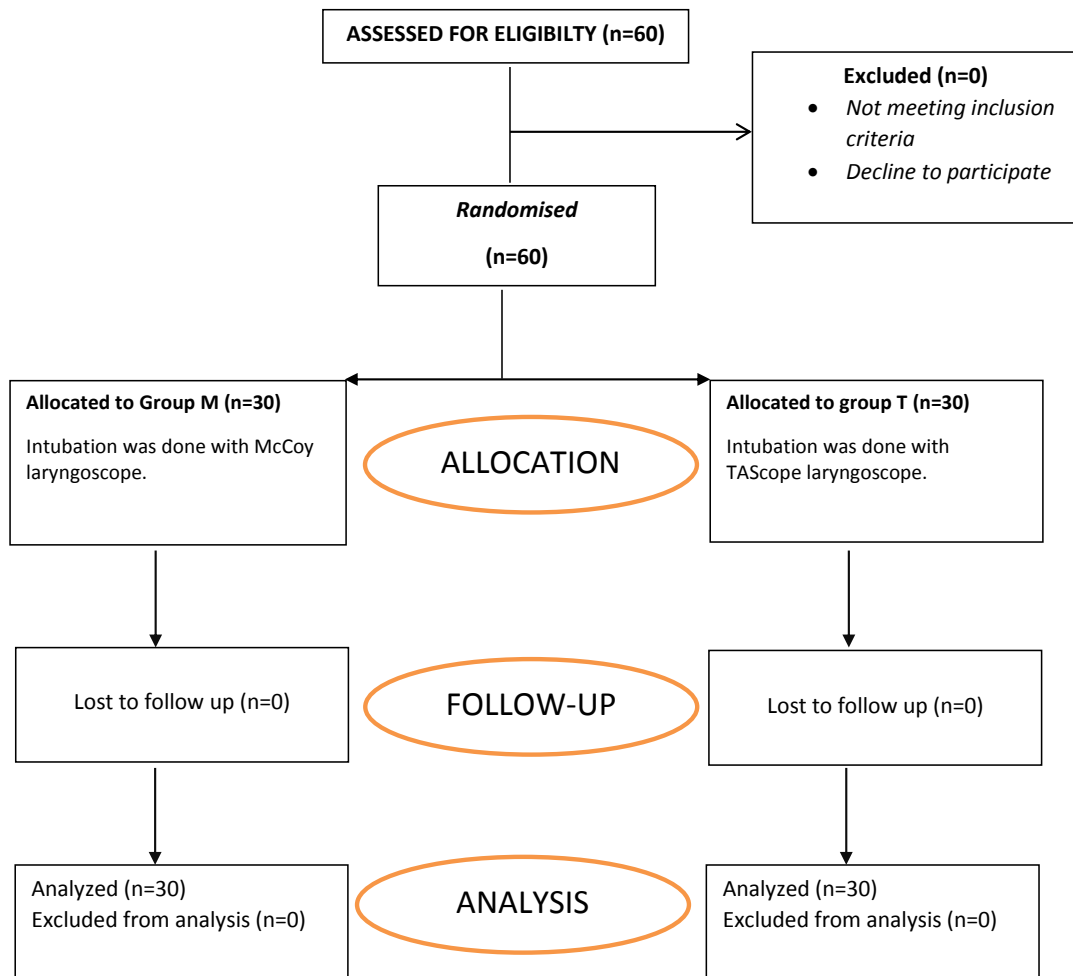 ASSESSED FOR ELIGIBILTY (n=60)
Excluded (n=0)
• Not meeting inclusion
criteria
• Decline to participate
Randomised
(n=60)
Allocated to Group M (n=30)
Intubation was done with McCoy
laryngoscope.
ALLOCATION
Allocated to group T (n=30)
Intubation was done with
TAScope laryngoscope.
Lost to follow up (n=0)
FOLLOW-UP
Lost to follow up (n=0)
Analyzed (n=30)
Excluded from analysis (n=0)
ANALYSIS
Analyzed (n=30)
Excluded from analysis (n=0)